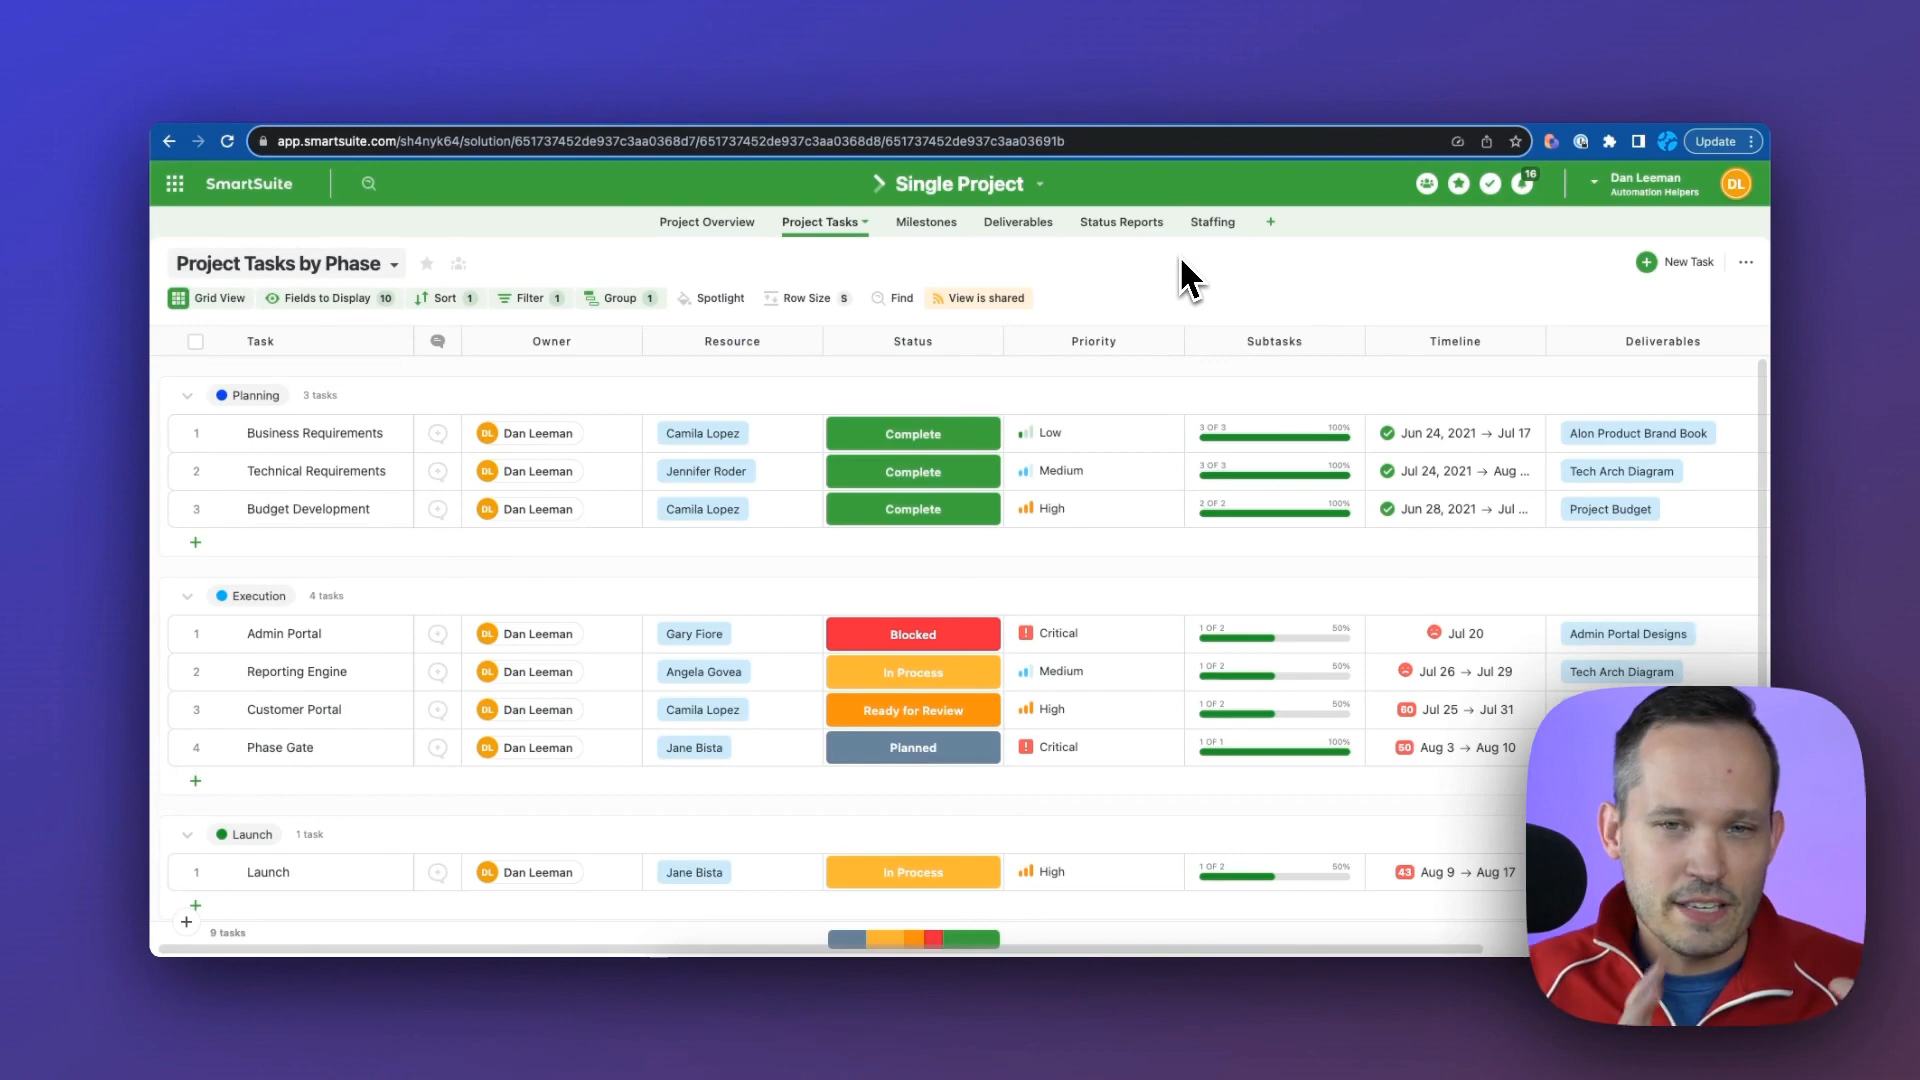 app.smartsuite.com/sh4nyk64/solution/651737452de937c3aa0368d7/651737452de937c3aa0368d8/651737452de937c3aa03691b
Update
SmartSuite
Single Project
16
Dan Leeman
Automation Helpers
DL
Project Overview Project Tasks Milestones Deliverables Status Reports Staffing +
Project Tasks by Phase
New Task
Grid View Fields to Display 10 Sort 1 Filter 1 Group 1 Spotlight Row Size S Find View is shared
Task Owner Resource Status Priority Subtasks Timeline Deliverables
Planning 3 tasks
1 Business Requirements DL Dan Leeman Camila Lopez Complete Low 3 OF 3 100% Jun 24, 2021 → Jul 17 Alon Product Brand Book
2 Technical Requirements DL Dan Leeman Jennifer Roder Complete Medium 3 OF 3 100% Jul 24, 2021 → Aug ... Tech Arch Diagram
3 Budget Development DL Dan Leeman Camila Lopez Complete High 2 OF 2 100% Jun 28, 2021 → Jul ... Project Budget
+
Execution 4 tasks
1 Admin Portal DL Dan Leeman Gary Fiore Blocked Critical 1 OF 2 50% Jul 20 Admin Portal Designs
2 Reporting Engine DL Dan Leeman Angela Govea In Process Medium 1 OF 2 50% Jul 26 → Jul 29 Tech Arch Diagram
3 Customer Portal DL Dan Leeman Camila Lopez Ready for Review High 1 OF 2 50% 60 Jul 25 → Jul 31
4 Phase Gate DL Dan Leeman Jane Bista Planned Critical 1 OF 1 100% 50 Aug 3 → Aug 10
+
Launch 1 task
1 Launch DL Dan Leeman Jane Bista In Process High 1 OF 2 50% 43 Aug 9 → Aug 17
+
+
9 tasks